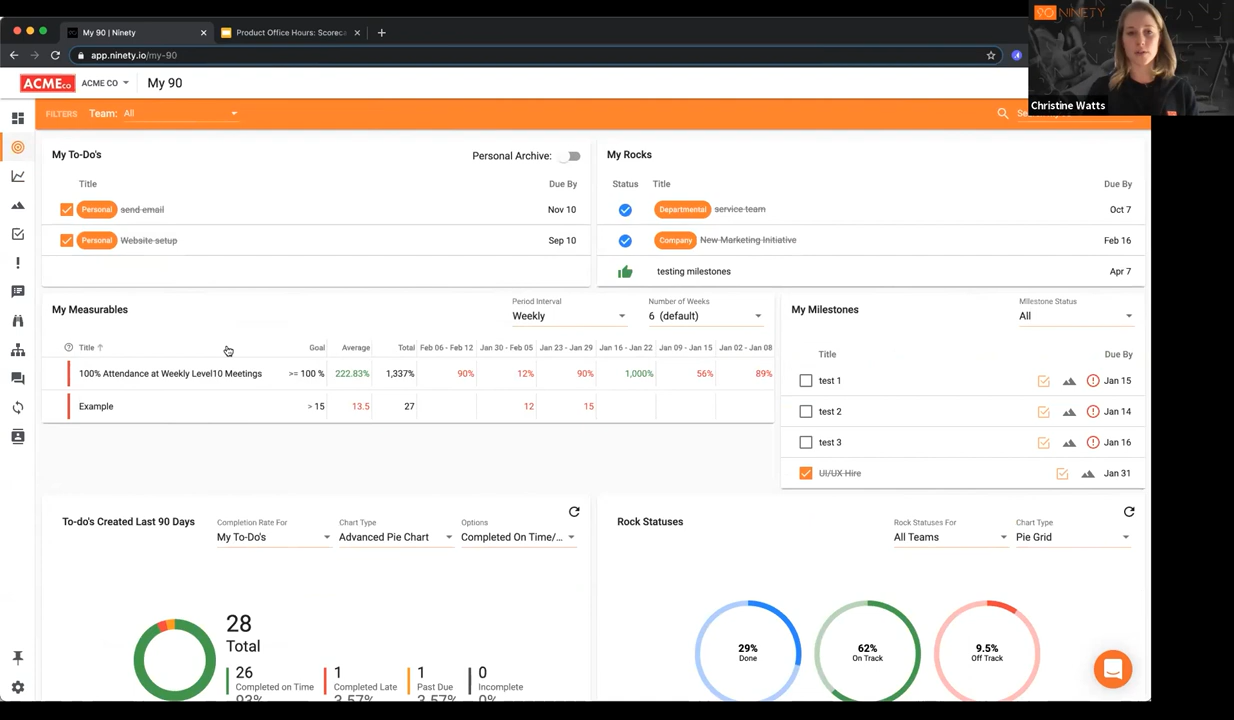 My 90 | Ninety
Product Office Hours: Scoreca
app.ninety.io/my-90
NINETY
Christine Watts
ACMEco
ACME CO
My 90
FILTERS
Team: All
My To-Do's
Personal Archive:
Title
Due By
Personal send email
Nov 10
Personal Website setup
Sep 10
My Rocks
Status
Title
Due By
Departmental service team
Oct 7
Company New Marketing Initiative
Feb 16
testing milestones
Apr 7
My Measurables
Period Interval
Weekly
Number of Weeks
6 (default)
Title Goal Average Total Feb 06 - Feb 12 Jan 30 - Feb 05 Jan 23 - Jan 29 Jan 16 - Jan 22 Jan 09 - Jan 15 Jan 02 - Jan 08
100% Attendance at Weekly Level10 Meetings >= 100 % 222.83% 1,337% 90% 12% 90% 1,000% 56% 89%
Example > 15 13.5 27 12 15
My Milestones
Milestone Status
All
Title
Due By
test 1
Jan 15
test 2
Jan 14
test 3
Jan 16
UI/UX Hire
Jan 31
To-do's Created Last 90 Days
Completion Rate For
My To-Do's
Chart Type
Advanced Pie Chart
Options
Completed On Time/...
28
Total
26
Completed on Time
93%
1
Completed Late
3.57%
1
Past Due
3.57%
0
Incomplete
0%
Rock Statuses
Rock Statuses For
All Teams
Chart Type
Pie Grid
29%
Done
62%
On Track
9.5%
Off Track